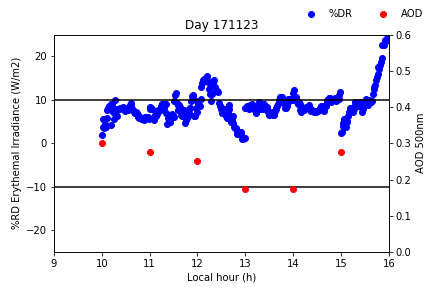 %DR AOD
Day 171123
%RD Erythemal Irradiance (W/m2)
20
10
0
−10
−20
0.6
0.5
0.4
0.3
0.2
0.1
0.0
AOD 500nm
9 10 11 12 13 14 15 16
Local hour (h)